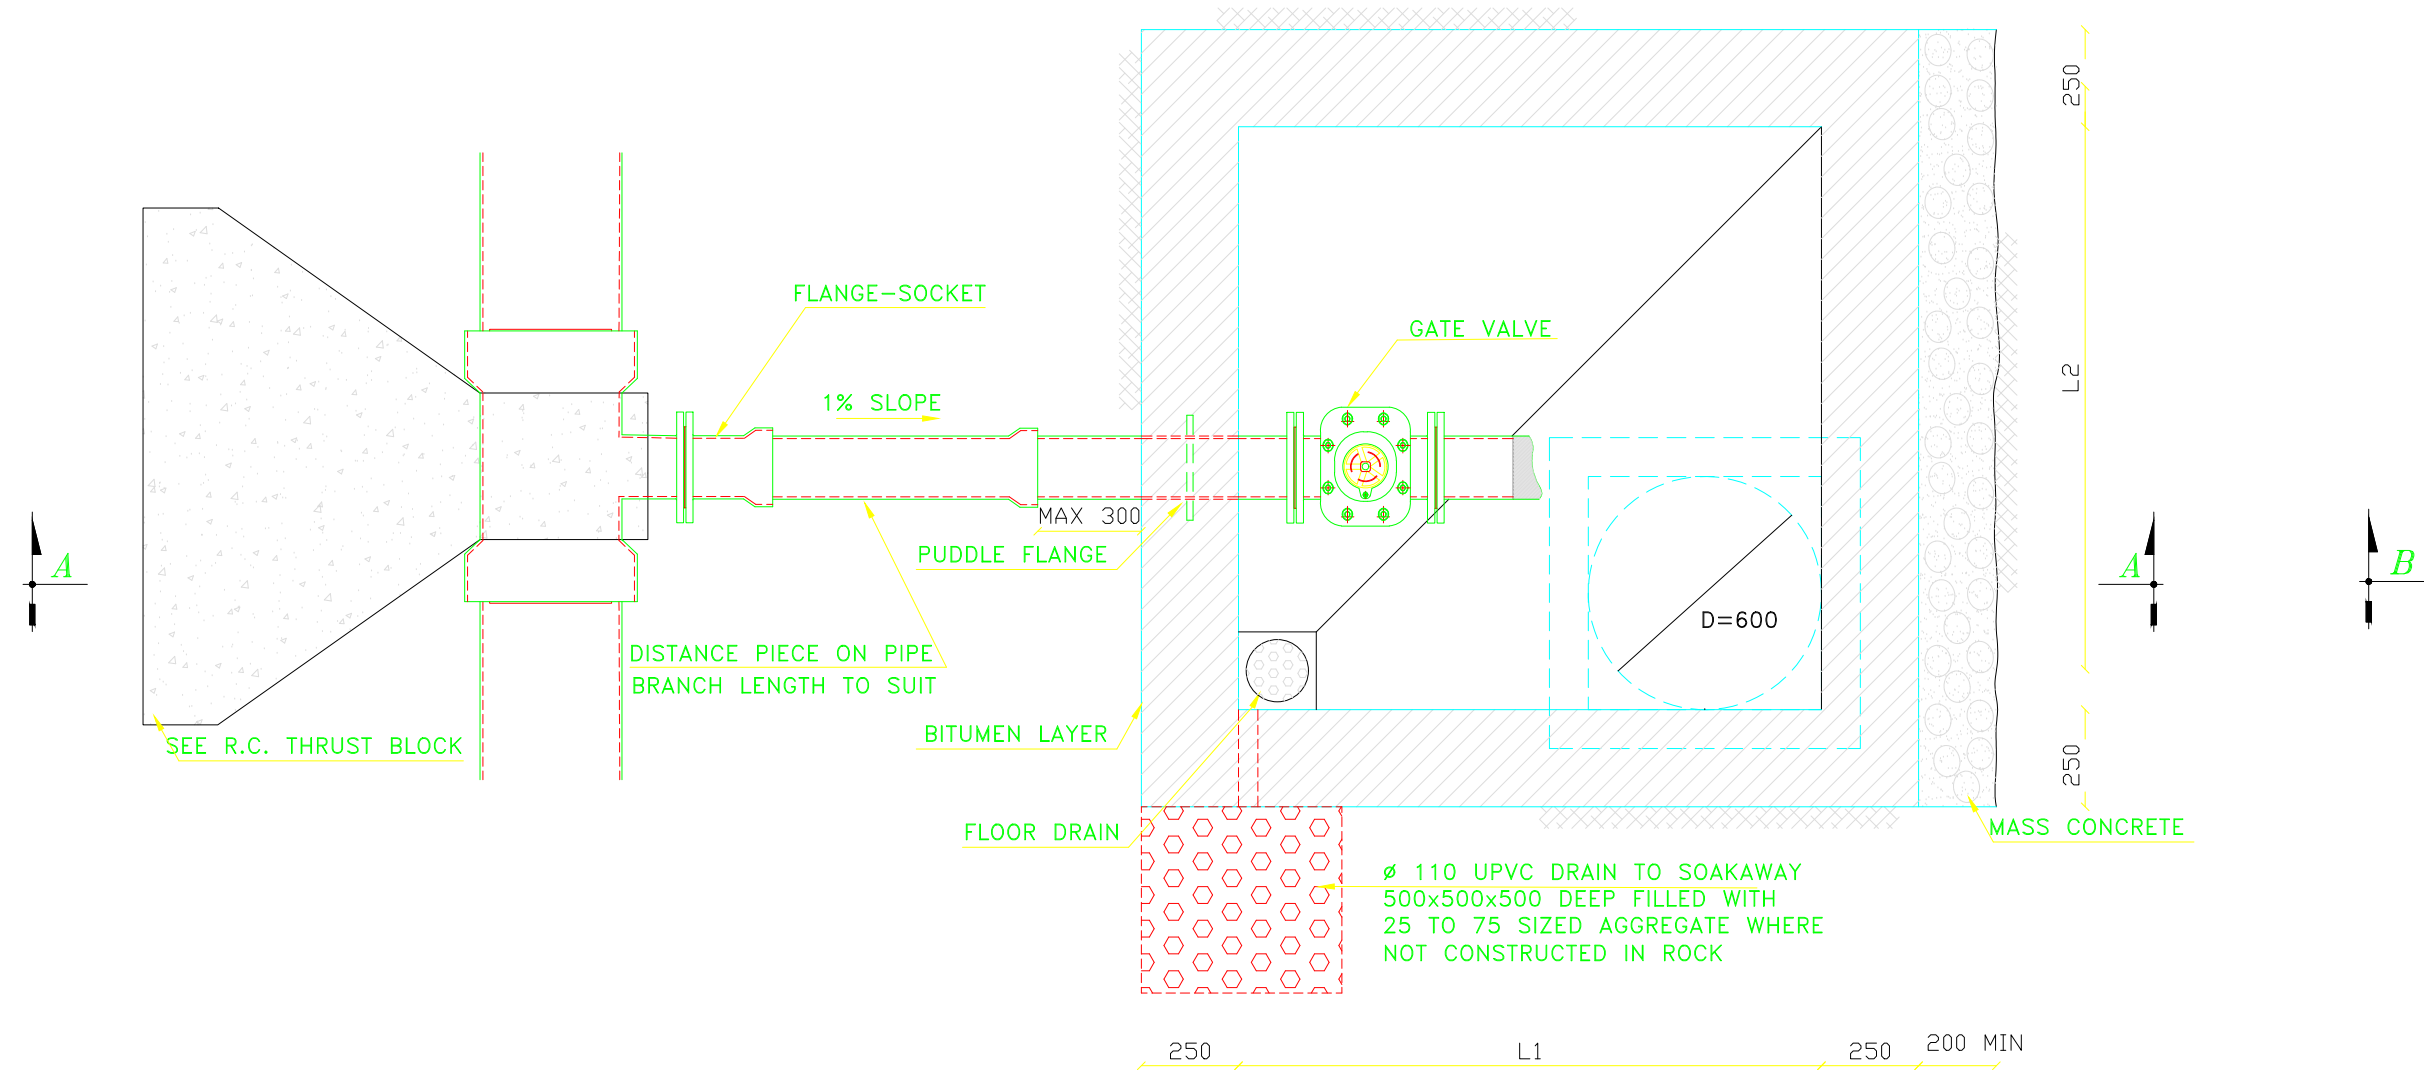 250
FLANGE-SOCKET
GATE VALVE
L2
1% SLOPE
MAX 300
PUDDLE FLANGE
A
A
B
D=600
DISTANCE PIECE ON PIPE
BRANCH LENGTH TO SUIT
SEE R.C. THRUST BLOCK
BITUMEN LAYER
250
FLOOR DRAIN
MASS CONCRETE
ø 110 UPVC DRAIN TO SOAKAWAY
500x500x500 DEEP FILLED WITH
25 TO 75 SIZED AGGREGATE WHERE
NOT CONSTRUCTED IN ROCK
250
L1
250
200 MIN